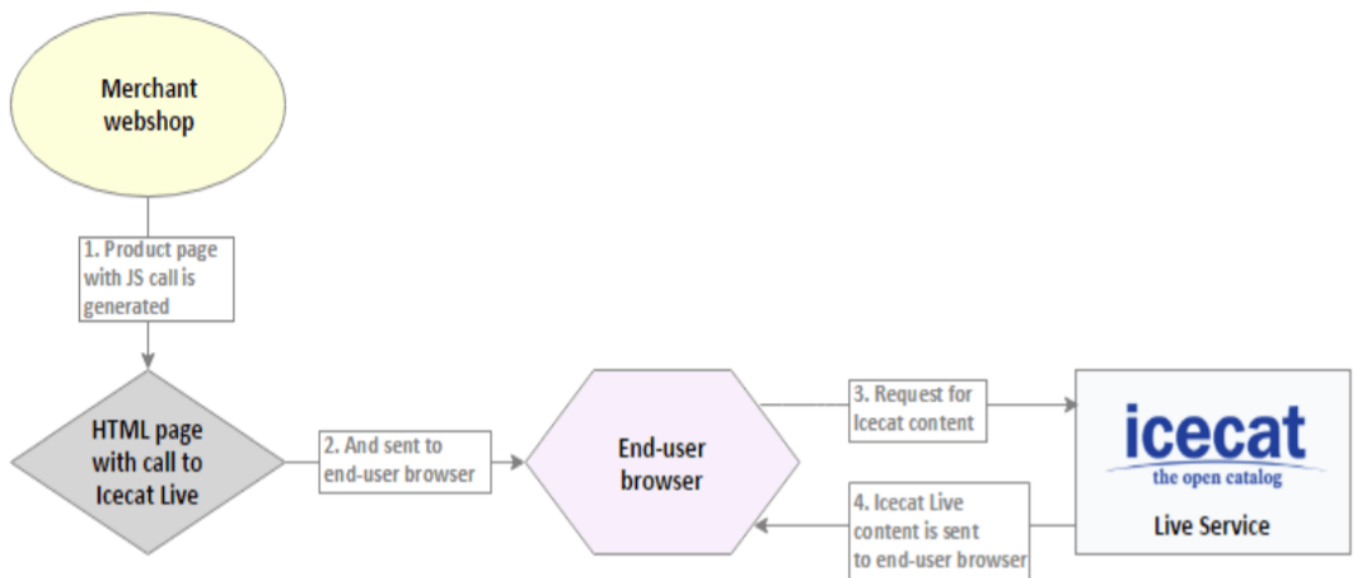 Merchant
webshop
1. Product page
with JS call is
generated
HTML page
with call to
Icecat Live
2. And sent to
end-user browser
End-user
browser
3. Request for
Icecat content
icecat
the open catalog
Live Service
4. Icecat Live
content is sent
to end-user browser